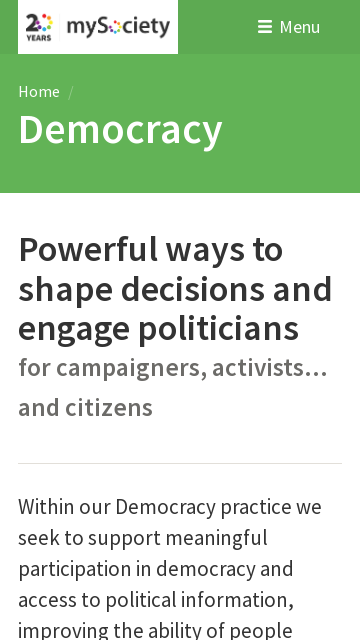 20 YEARS mySociety
Menu
Home /
Democracy
Powerful ways to
shape decisions and
engage politicians
for campaigners, activists…
and citizens
Within our Democracy practice we
seek to support meaningful
participation in democracy and
access to political information,
improving the ability of people